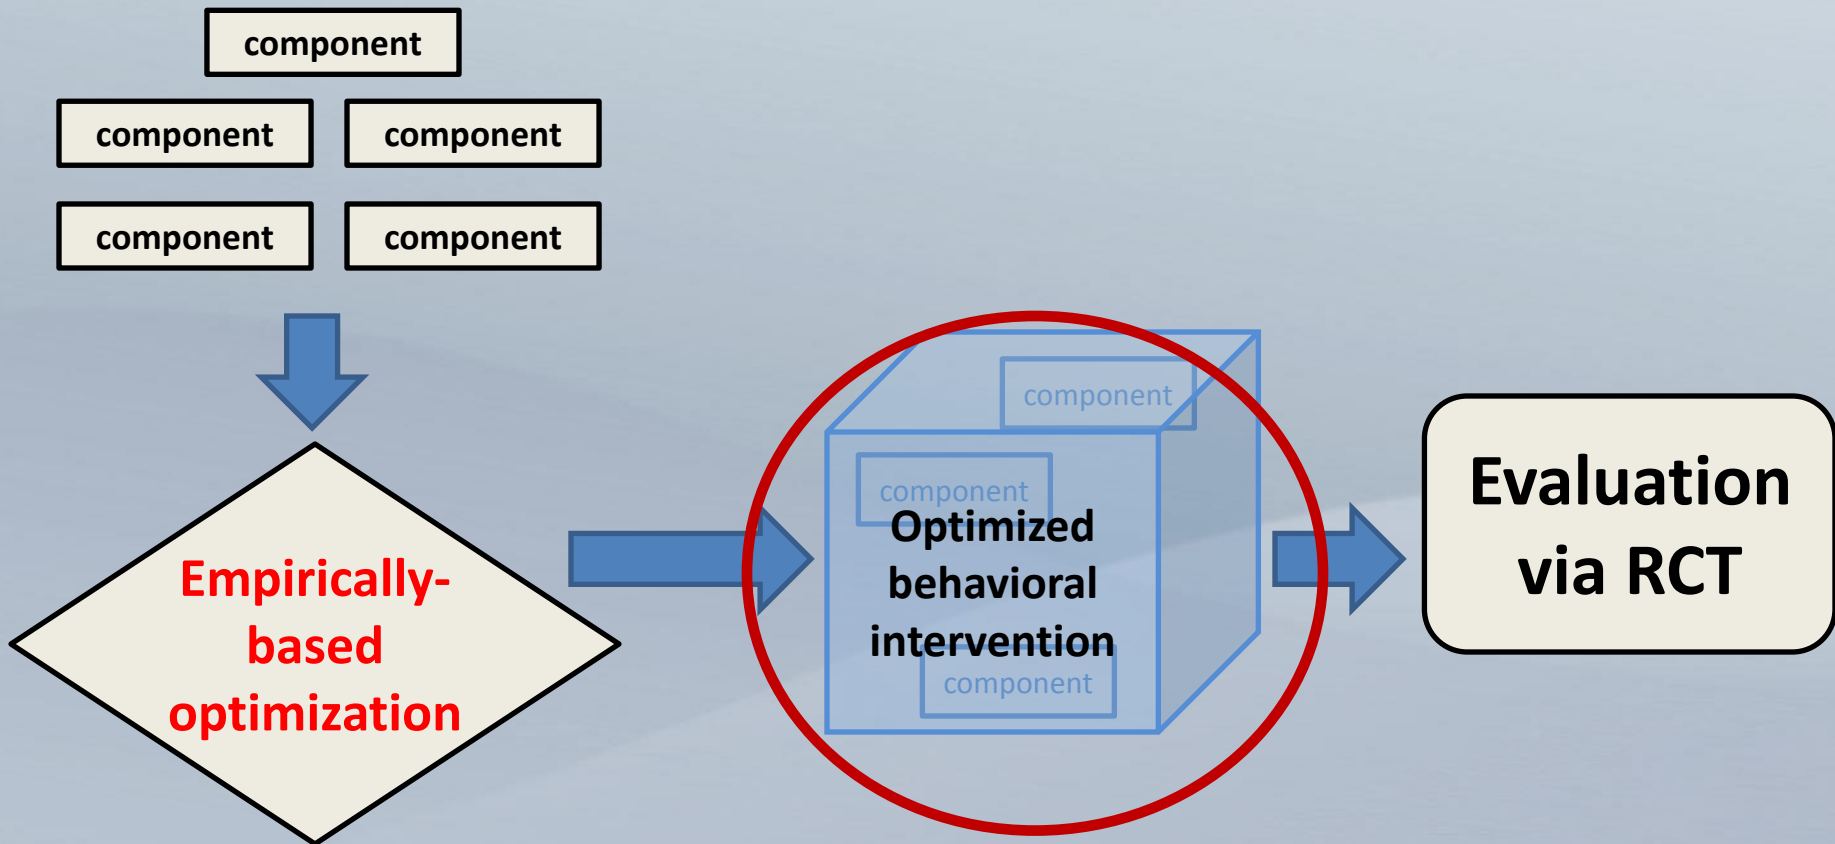 component
component component
component component
Empirically-
based
optimization
component
component
Optimized
behavioral
intervention
component
Evaluation
via RCT